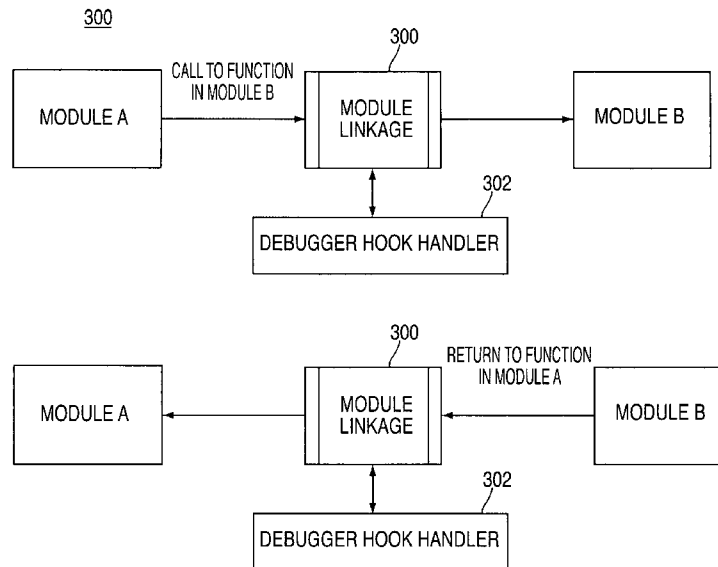 300
300
CALL TO FUNCTION
IN MODULE B
MODULE A
MODULE
LINKAGE
MODULE B
302
DEBUGGER HOOK HANDLER
300
RETURN TO FUNCTION
IN MODULE A
MODULE A
MODULE
LINKAGE
MODULE B
302
DEBUGGER HOOK HANDLER